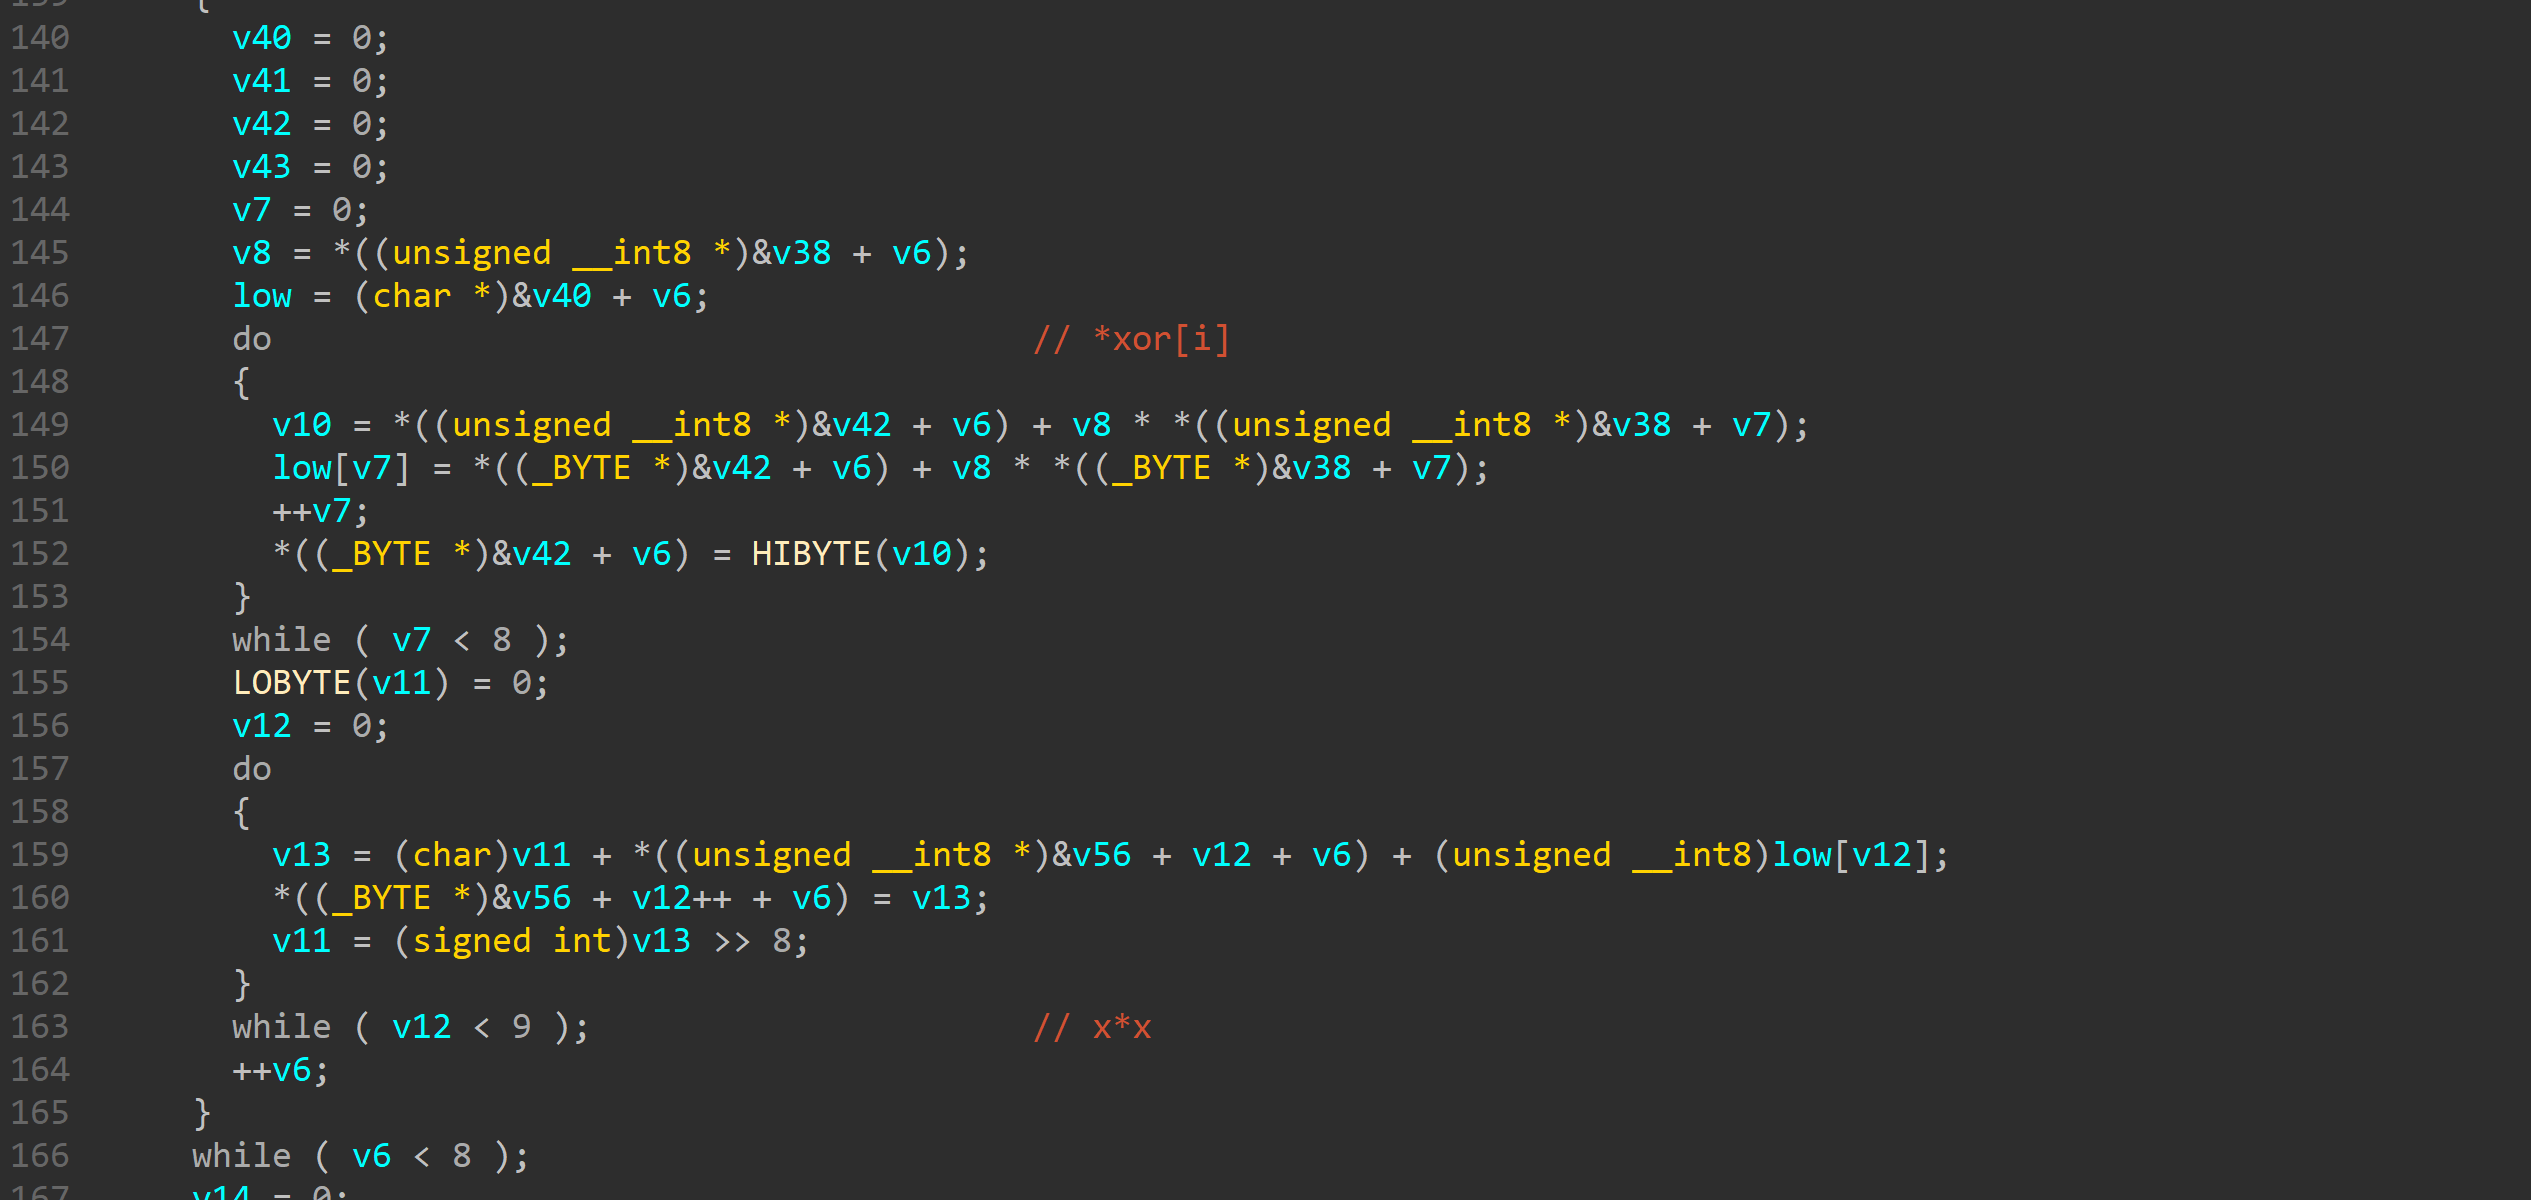 {
140 v40 = 0;
141 v41 = 0;
142 v42 = 0;
143 v43 = 0;
144 v7 = 0;
145 v8 = *((unsigned __int8 *)&v38 + v6);
146 low = (char *)&v40 + v6;
147 do // *xor[i]
148 {
149 v10 = *((unsigned __int8 *)&v42 + v6) + v8 * *((unsigned __int8 *)&v38 + v7);
150 low[v7] = *((_BYTE *)&v42 + v6) + v8 * *((_BYTE *)&v38 + v7);
151 ++v7;
152 *((_BYTE *)&v42 + v6) = HIBYTE(v10);
153 }
154 while ( v7 < 8 );
155 LOBYTE(v11) = 0;
156 v12 = 0;
157 do
158 {
159 v13 = (char)v11 + *((unsigned __int8 *)&v56 + v12 + v6) + (unsigned __int8)low[v12];
160 *((_BYTE *)&v56 + v12++ + v6) = v13;
161 v11 = (signed int)v13 >> 8;
162 }
163 while ( v12 < 9 ); // x*x
164 ++v6;
165 }
166 while ( v6 < 8 );
167 v14 = 0;